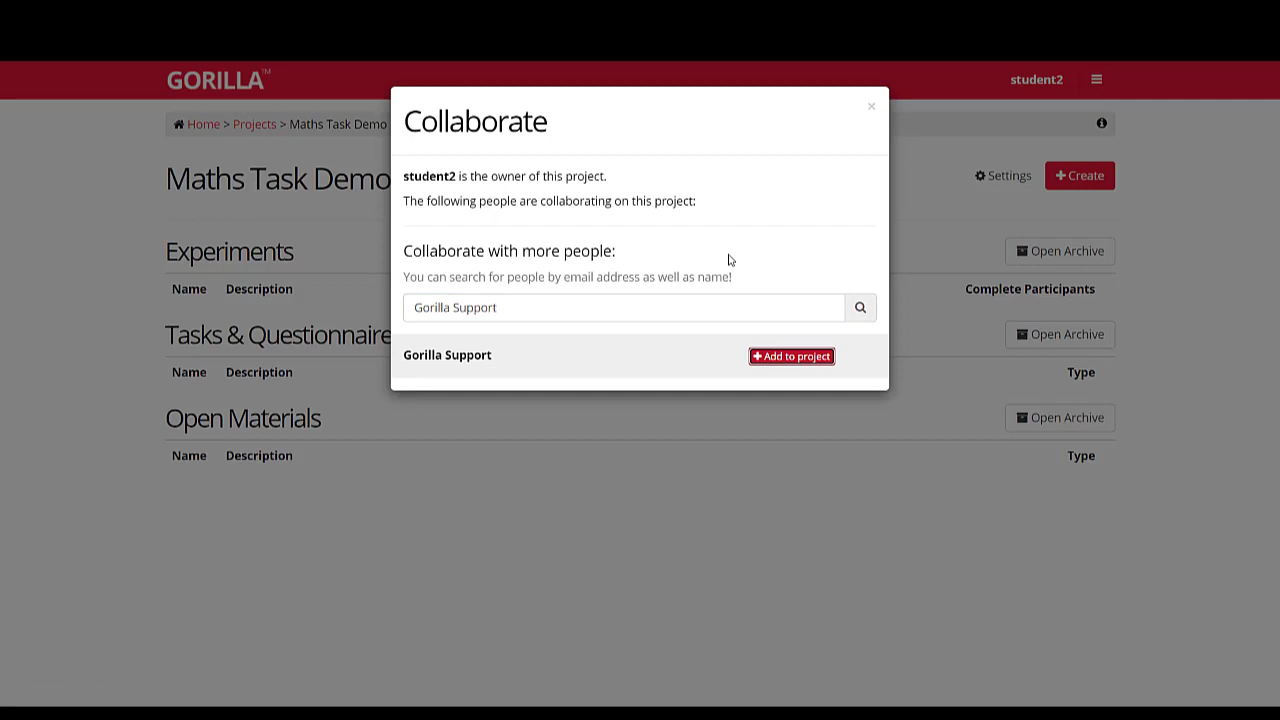 GORILLA™
student2
Home > Projects > Maths Task Demo
Maths Task Demo
Settings
Create
Collaborate
×
student2 is the owner of this project.
The following people are collaborating on this project:
Collaborate with more people:
You can search for people by email address as well as name!
Gorilla Support
Gorilla Support
Add to project
Experiments
Open Archive
Name Description Complete Participants
Tasks & Questionnaire
Open Archive
Name Description Type
Open Materials
Open Archive
Name Description Type